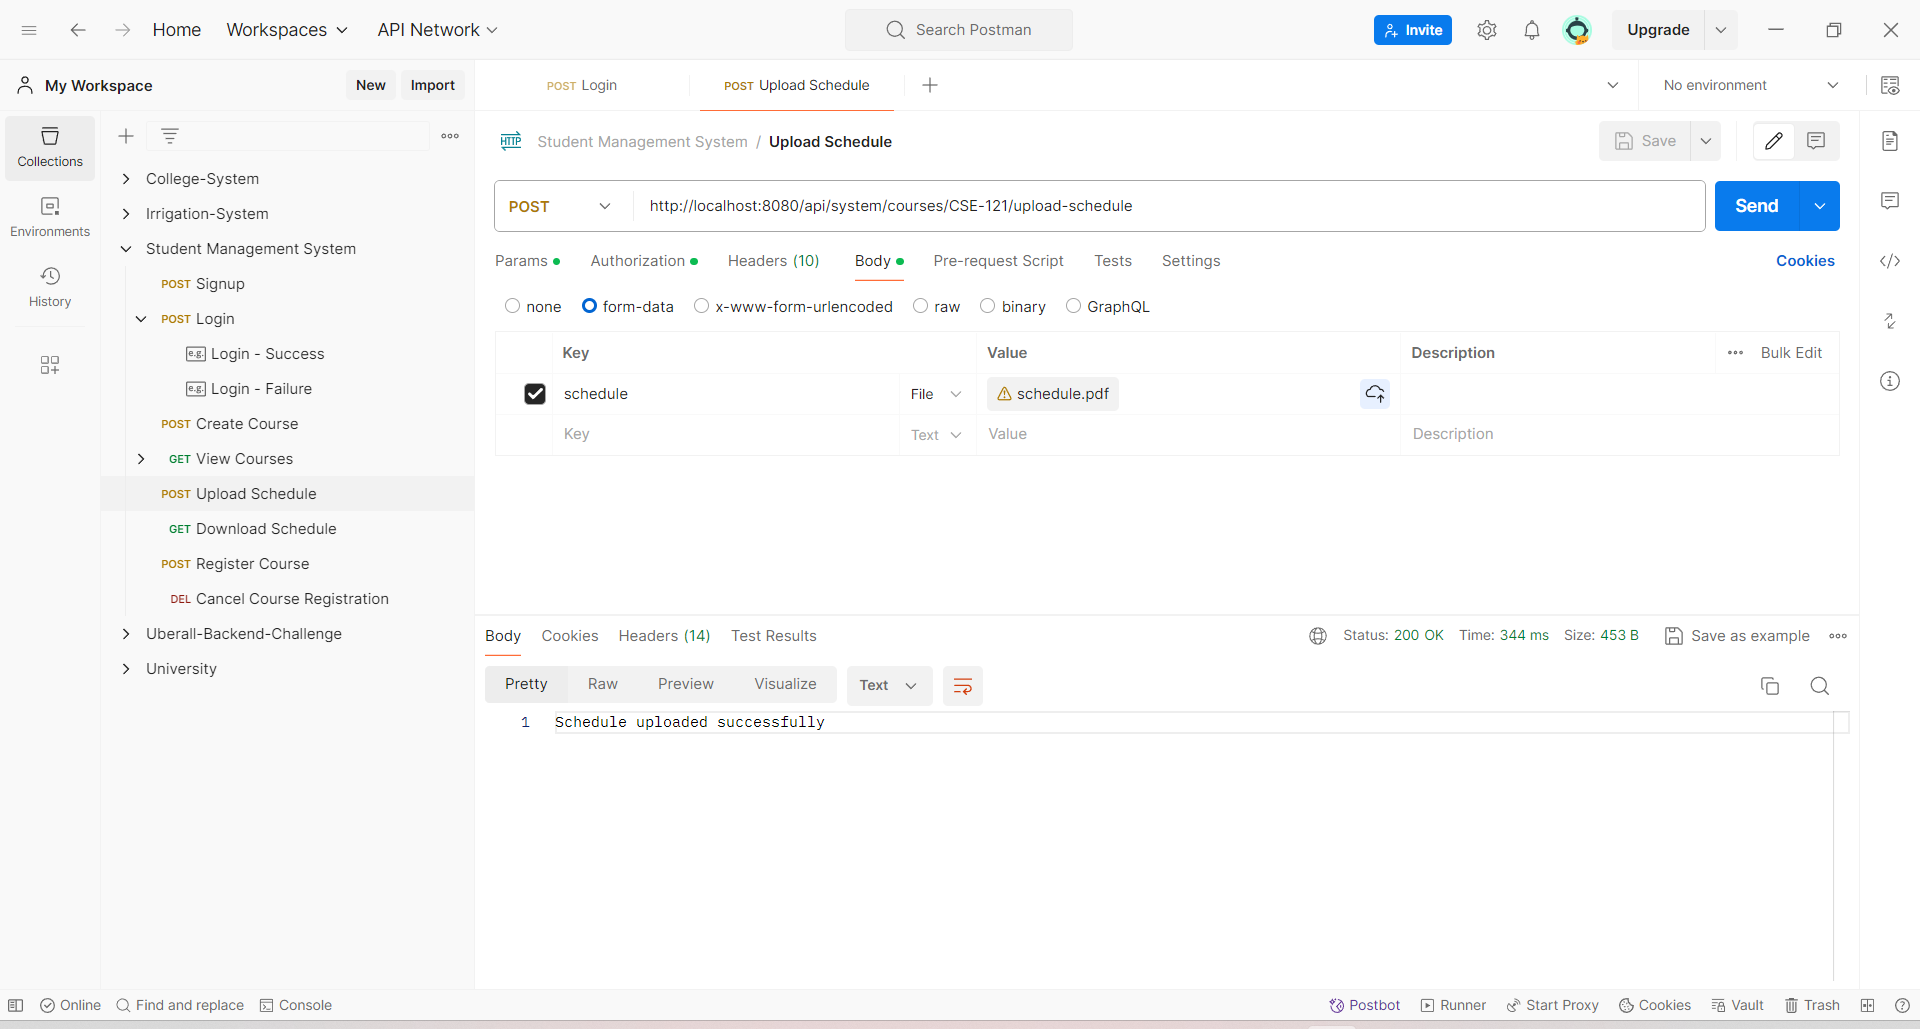 Home Workspaces API Network Search Postman Invite Upgrade
My Workspace New Import POST Login POST Upload Schedule No environment
Collections
Environments
History
College-System
Irrigation-System
Student Management System
POST Signup
POST Login
e.g. Login - Success
e.g. Login - Failure
POST Create Course
GET View Courses
POST Upload Schedule
GET Download Schedule
POST Register Course
DEL Cancel Course Registration
Uberall-Backend-Challenge
University
HTTP Student Management System / Upload Schedule Save
POST http://localhost:8080/api/system/courses/CSE-121/upload-schedule Send
Params Authorization Headers (10) Body Pre-request Script Tests Settings Cookies
none form-data x-www-form-urlencoded raw binary GraphQL
Key Value Description Bulk Edit
schedule File schedule.pdf
Key Text Value Description
Body Cookies Headers (14) Test Results Status: 200 OK Time: 344 ms Size: 453 B Save as example
Pretty Raw Preview Visualize Text
1 Schedule uploaded successfully
Online Find and replace Console Postbot Runner Start Proxy Cookies Vault Trash